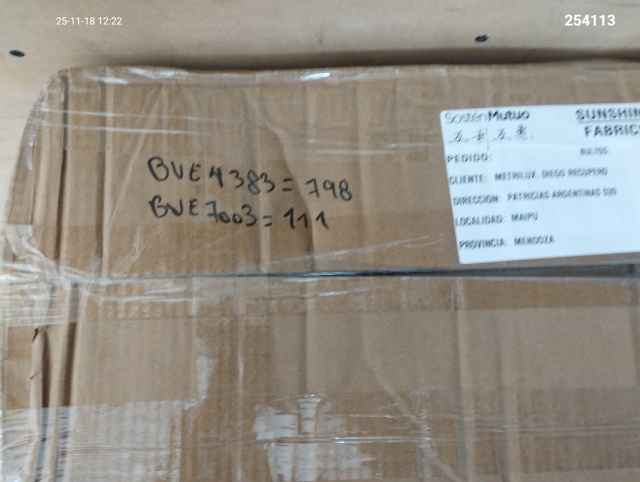 25-11-18 12:22
254113
BVE4383=798
BVE7003=111
SosténMutuo
SUNSHIN
FABRIC
PEDIDO:
BULTOS:
CLIENTE: METRILUX, DIEGO RECUPERO
DIRECCION: PATRICIAS ARGENTINAS 530
LOCALIDAD: MAIPU
PROVINCIA: MENDOZA